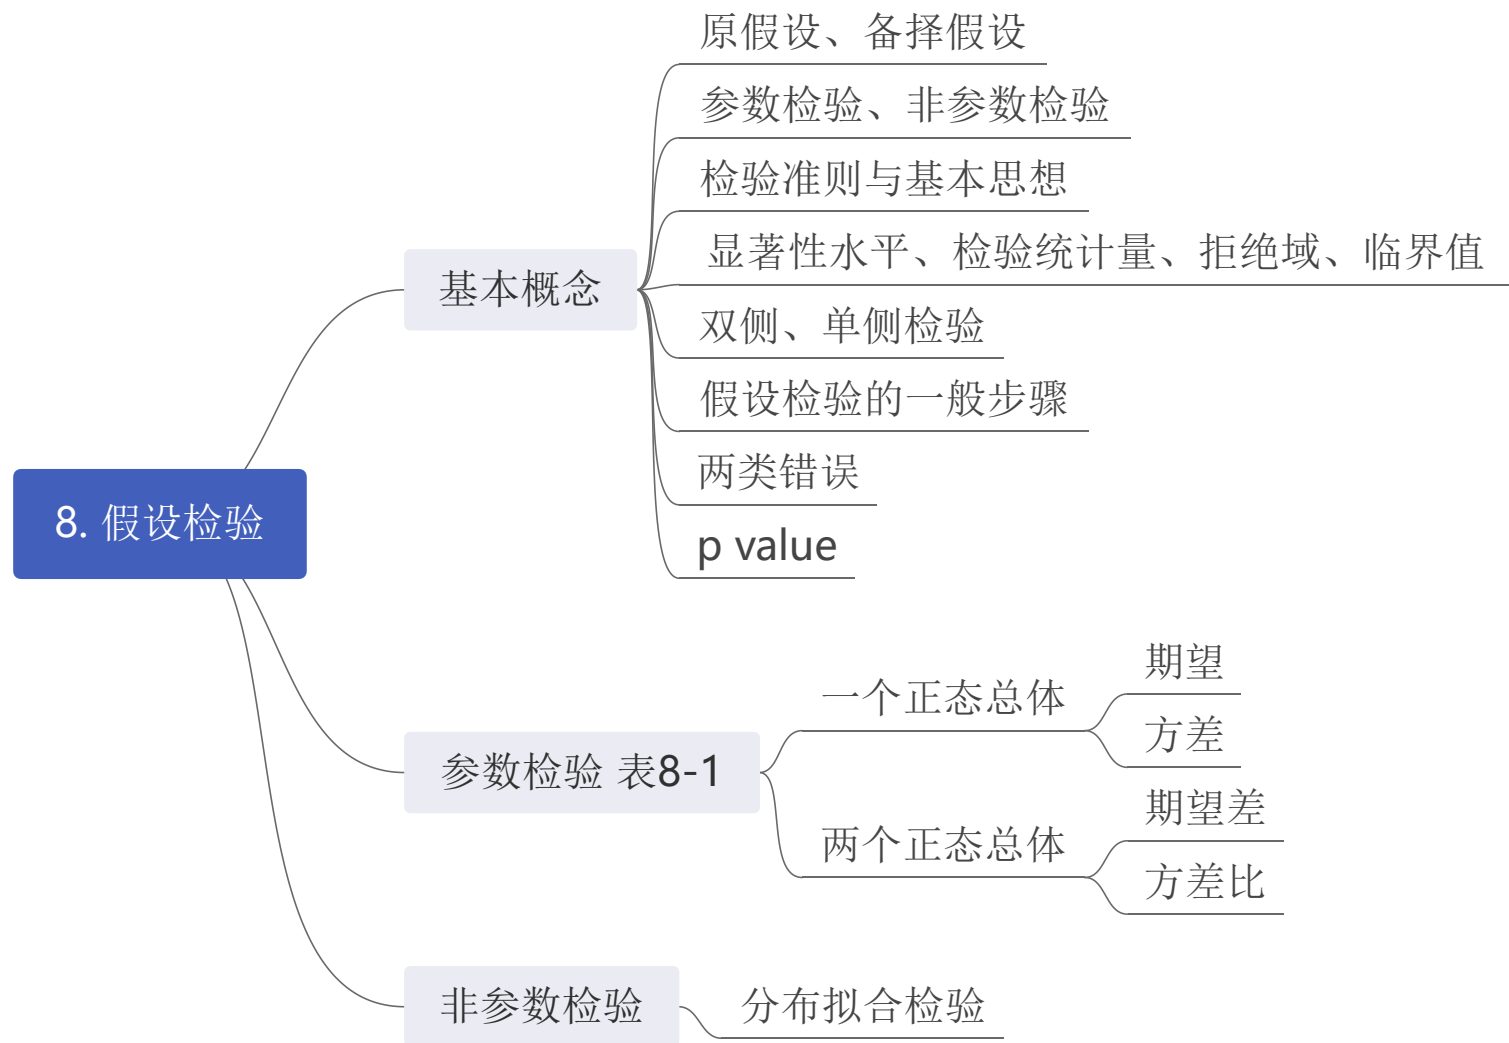 原假设、备择假设
参数检验、非参数检验
检验准则与基本思想
显著性水平、检验统计量、拒绝域、临界值
基本概念
双侧、单侧检验
假设检验的一般步骤
两类错误
8. 假设检验
p value
期望
一个正态总体
方差
参数检验 表8-1
期望差
两个正态总体
方差比
非参数检验
分布拟合检验